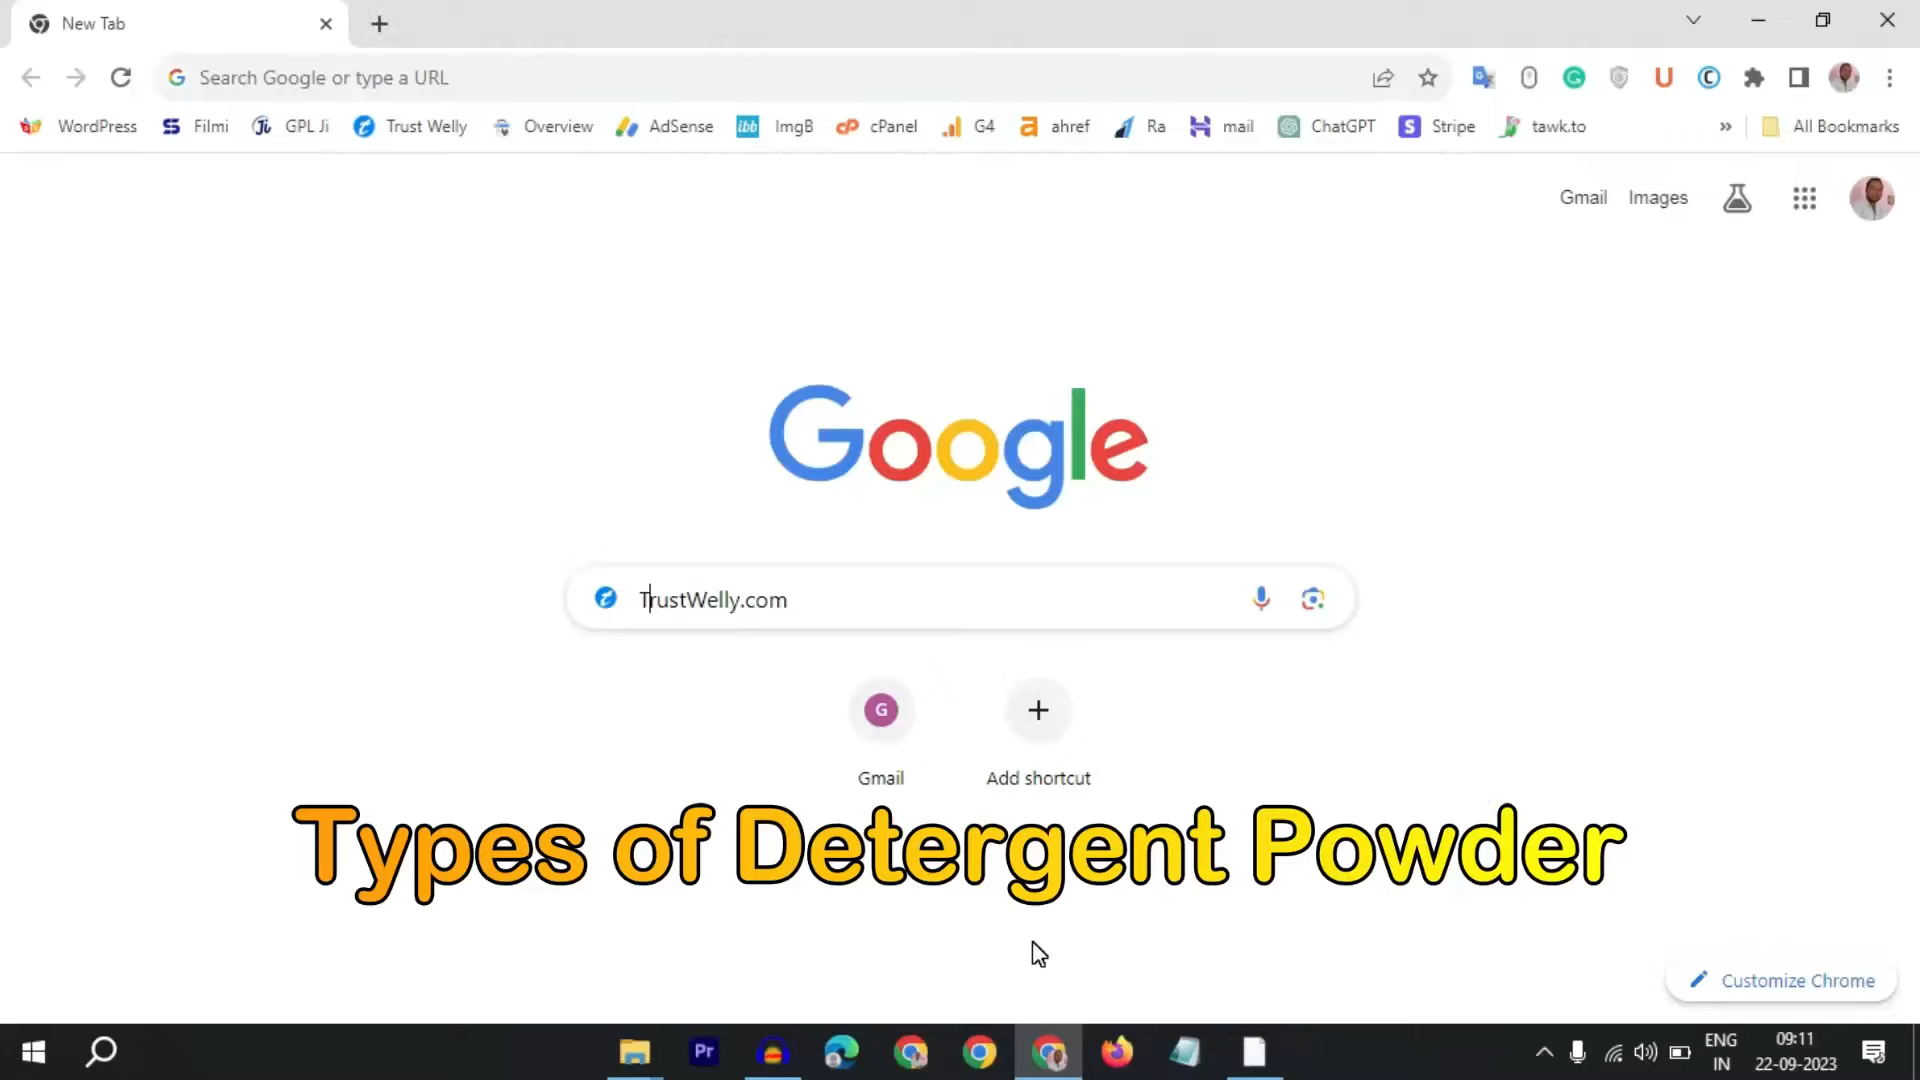 New Tab
Search Google or type a URL
WordPress Filmi GPL Ji Trust Welly Overview AdSense ImgB cPanel G4 ahref Ra mail ChatGPT Stripe tawk.to » All Bookmarks
Gmail Images
Google
TrustWelly.com
G
Gmail Add shortcut
Types of Detergent Powder
Customize Chrome
Pr
ENG 09:11
IN 22-09-2023